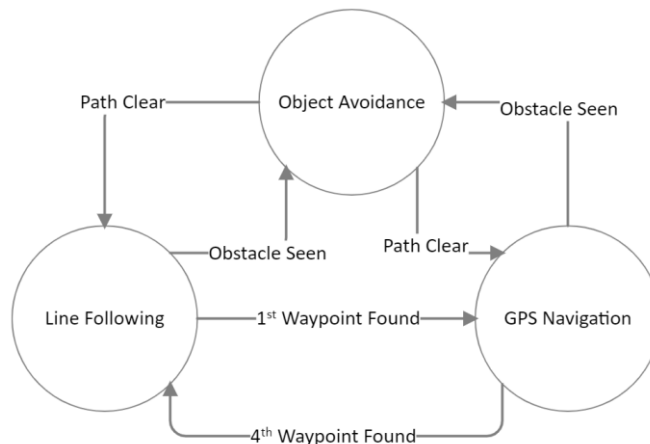 Path Clear
Object Avoidance
Obstacle Seen
Obstacle Seen
Path Clear
Line Following
1st Waypoint Found
GPS Navigation
4th Waypoint Found